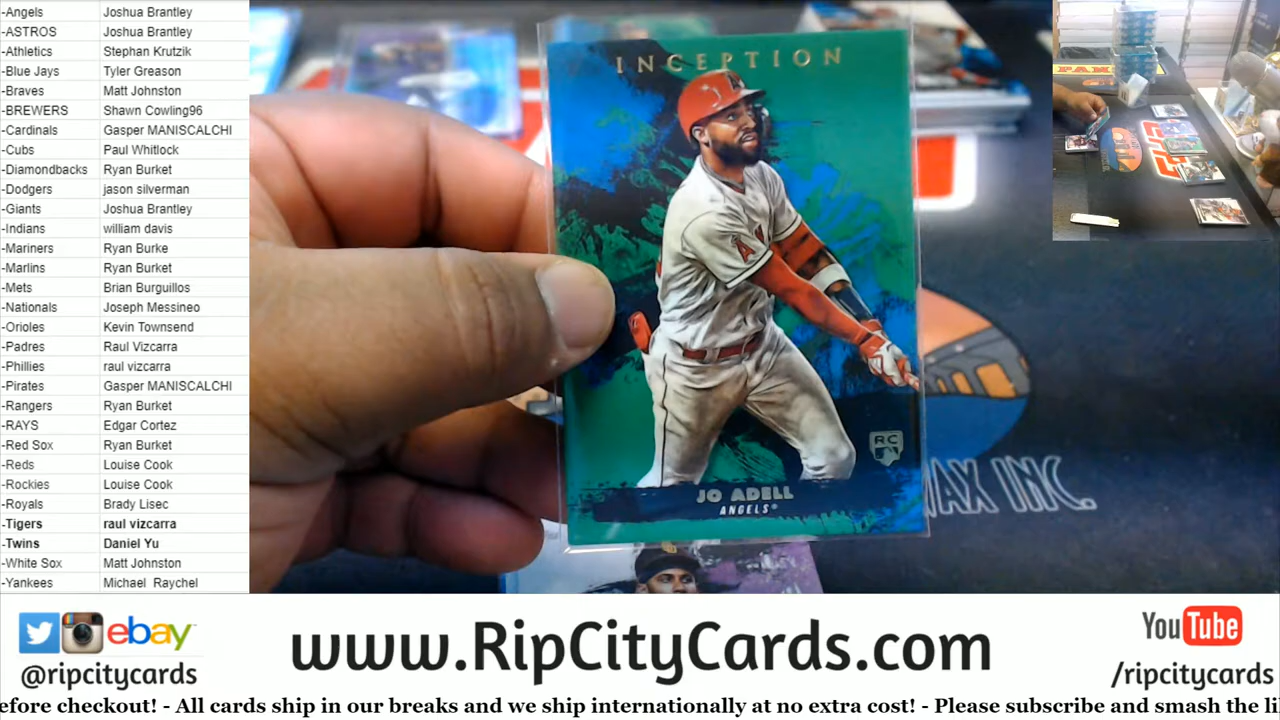 -Angels Joshua Brantley
-ASTROS Joshua Brantley
-Athletics Stephan Krutzik
-Blue Jays Tyler Greason
-Braves Matt Johnston
-BREWERS Shawn Cowling96
-Cardinals Gasper MANISCALCHI
-Cubs Paul Whitlock
-Diamondbacks Ryan Burket
-Dodgers jason silverman
-Giants Joshua Brantley
-Indians william davis
-Mariners Ryan Burke
-Marlins Ryan Burket
-Mets Brian Burguillos
-Nationals Joseph Messineo
-Orioles Kevin Townsend
-Padres Raul Vizcarra
-Phillies raul vizcarra
-Pirates Gasper MANISCALCHI
-Rangers Ryan Burket
-RAYS Edgar Cortez
-Red Sox Ryan Burket
-Reds Louise Cook
-Rockies Louise Cook
-Royals Brady Lisec
-Tigers raul vizcarra
-Twins Daniel Yu
-White Sox Matt Johnston
-Yankees Michael Raychel
INCEPTION
RC
JO ADELL
ANGELS®
INC.
ebay
@ripcitycards
www.RipCityCards.com
YouTube
/ripcitycards
efore checkout! - All cards ship in our breaks and we ship internationally at no extra cost! - Please subscribe and smash the li